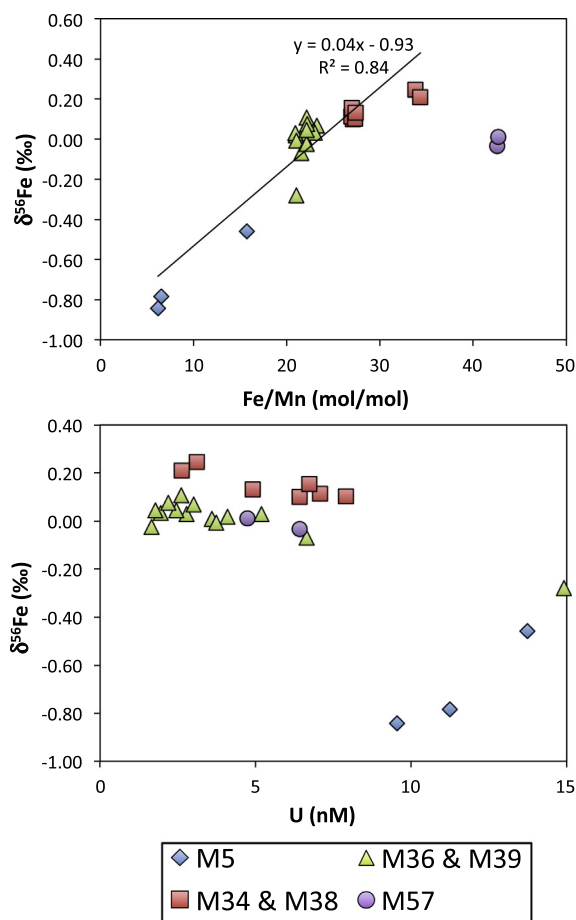 0.60
0.40
0.20
0.00
-0.20
-0.40
-0.60
-0.80
-1.00
δ⁵⁶Fe (‰)
y = 0.04x - 0.93
R² = 0.84
0 10 20 30 40 50
Fe/Mn (mol/mol)
0.40
0.20
0.00
-0.20
-0.40
-0.60
-0.80
-1.00
δ⁵⁶Fe (‰)
0 5 10 15
U (nM)
M5 M36 & M39
M34 & M38 M57